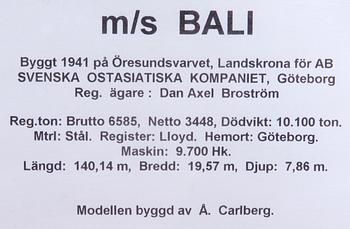 m/s BALI
Byggt 1941 på Öresundsvarvet, Landskrona för AB
SVENSKA OSTASIATISKA KOMPANIET, Göteborg
Reg. ägare : Dan Axel Broström
Reg.ton: Brutto 6585, Netto 3448, Dödvikt: 10.100 ton.
Mtrl: Stål. Register: Lloyd. Hemort: Göteborg.
Maskin: 9.700 Hk.
Längd: 140,14 m, Bredd: 19,57 m, Djup: 7,86 m.
Modellen byggd av Å. Carlberg.